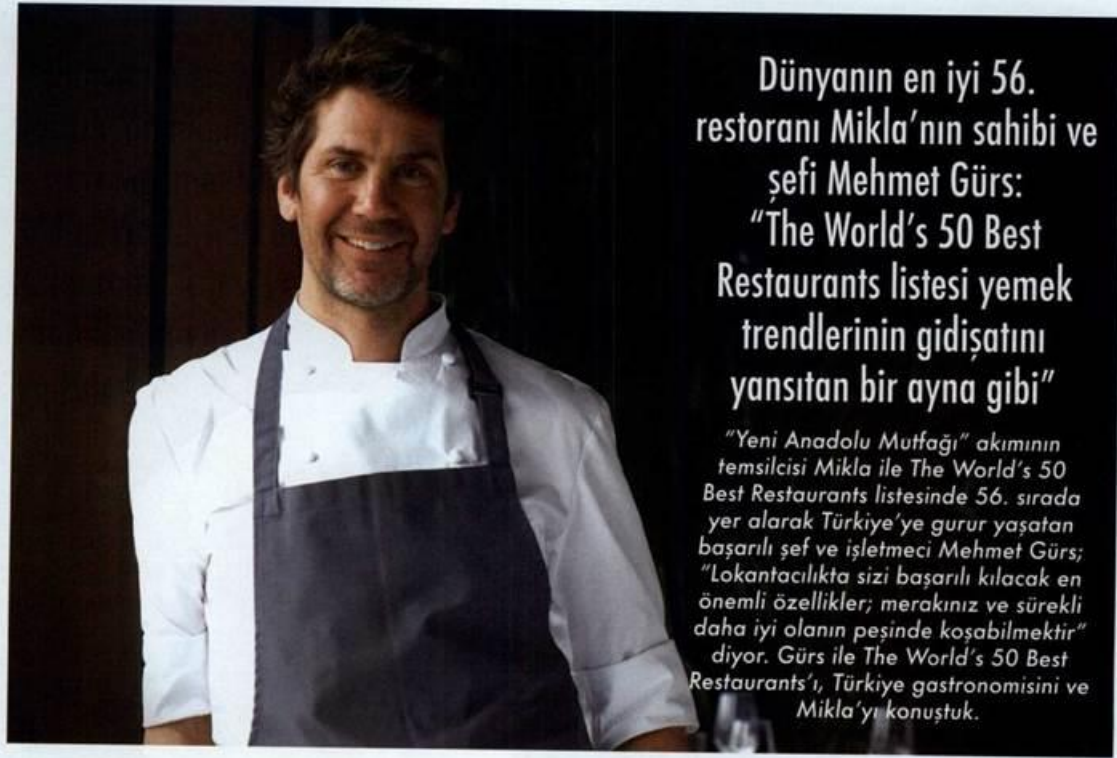 Dünyanın en iyi 56.
restoranı Mikla’nın sahibi ve
şefi Mehmet Gürs:
“The World’s 50 Best
Restaurants listesi yemek
trendlerinin gidişatını
yansıtan bir ayna gibi”
“Yeni Anadolu Mutfağı” akımının
temsilcisi Mikla ile The World’s 50
Best Restaurants listesinde 56. sırada
yer alarak Türkiye’ye gurur yaşatan
başarılı şef ve işletmeci Mehmet Gürs;
“Lokantacılıkta sizi başarılı kılacak en
önemli özellikler; merakınız ve sürekli
daha iyi olanın peşinde koşabilmektir”
diyor. Gürs ile The World’s 50 Best
Restaurants’ı, Türkiye gastronomisini ve
Mikla’yı konuştuk.